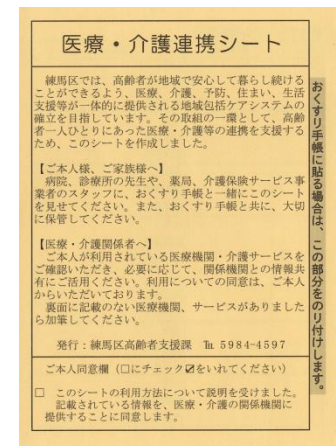 医療・介護連携シート
練馬区では、高齢者が地域で安心して暮らし続ける
ことができるよう、医療、介護、予防、住まい、生活
支援等が一体的に提供される地域包括ケアシステムの
確立を目指しています。その取組の一環として、高齢
者一人ひとりにあった医療・介護等の連携を支援する
ため、このシートを作成しました。
【ご本人様、ご家族様へ】
病院、診療所の先生や、薬局、介護保険サービス事
業者のスタッフに、おくすり手帳と一緒にこのシート
を見せてください。また、おくすり手帳と共に、大切
に保管してください。
【医療・介護関係者へ】
ご本人が利用されている医療機関・介護サービスを
ご確認いただき、必要に応じて、関係機関との情報共
有にご活用ください。利用についての同意は、ご本人
からいただいております。
裏面に記載のない医療機関、サービスがありました
ら加筆してください。
発行：練馬区高齢者支援課 ℡ 5984-4597
ご本人同意欄（□にチェック☑をいれてください）
□ このシートの利用方法について説明を受けました。
記載されている情報を、医療・介護の関係機関に
提供することに同意します。
おくすり手帳に貼る場合は、この部分をのり付けします。